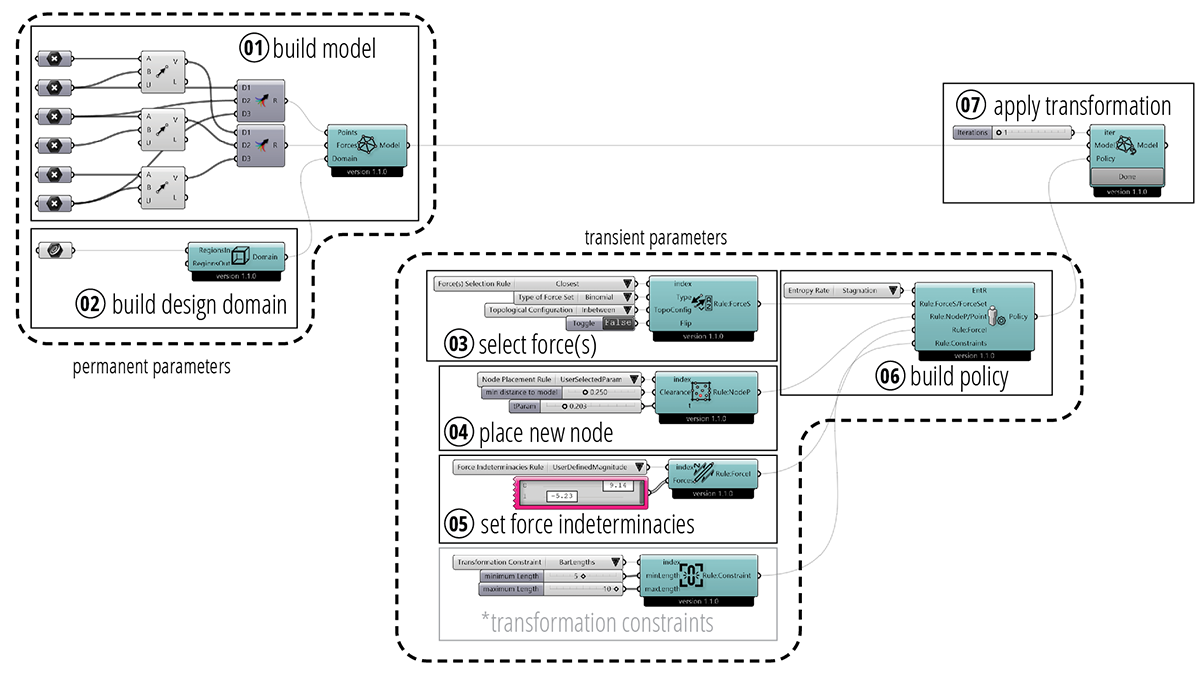 01 build model
A
B
U
V
L
A
B
U
V
L
A
B
U
V
L
D1
D2
D3
R
D1
D2
D3
R
Points
Forces
Domain
Model
version 1.1.0
RegionsIn
RegionsOut
Domain
version 1.1.0
02 build design domain
permanent parameters
07 apply transformation
Iterations 1
Iter
Model
Policy
Model
Done
version 1.1.0
transient parameters
Force(s) Selection Rule Closest
Type of Force Set Binomial
Topological Configuration Inbetween
Toggle False
index
Type
TopoConfig
Flip
Rule:ForceS
version 1.1.0
03 select force(s)
Node Placement Rule UserSelectedParam
min distance to model 0.250
tParam 0.203
index
Clearance
t
Rule:NodeP
version 1.1.0
04 place new node
Force Indeterminacies Rule UserDefinedMagnitude
0 9.14
1 -5.23
index
Forces
Rule:ForceI
version 1.1.0
05 set force indeterminacies
Transformation Constraint BarLengths
minimum Length 5
maximum Length 10
index
minLength
maxLength
Rule:Constraint
version 1.1.0
*transformation constraints
Entropy Rate Stagnation
EntR
Rule:ForceS/ForceSet
Rule:NodeP/Point
Rule:ForceI
Rule:Constraints
Policy
version 1.1.0
06 build policy